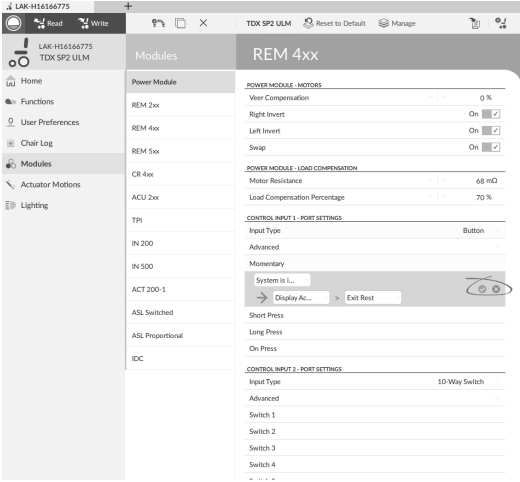 LAK-H16166775
Read
Write
TDX SP2 ULM
Reset to Default
Manage
LAK-H16166775
TDX SP2 ULM
Home
Functions
User Preferences
Chair Log
Modules
Actuator Motions
Lighting
Modules
Power Module
REM 2xx
REM 4xx
REM 5xx
CR 4xx
ACU 2xx
TPI
IN 200
IN 500
ACT 200-1
ASL Switched
ASL Proportional
IDC
REM 4xx
POWER MODULE - MOTORS
Veer Compensation 0 %
Right Invert On
Left Invert On
Swap On
POWER MODULE - LOAD COMPENSATION
Motor Resistance 68 mΩ
Load Compensation Percentage 70 %
CONTROL INPUT 1 - PORT SETTINGS
Input Type Button
Advanced
Momentary
System is i...
Display Ac... > Exit Rest
Short Press
Long Press
On Press
CONTROL INPUT 2 - PORT SETTINGS
Input Type 10-Way Switch
Advanced
Switch 1
Switch 2
Switch 3
Switch 4